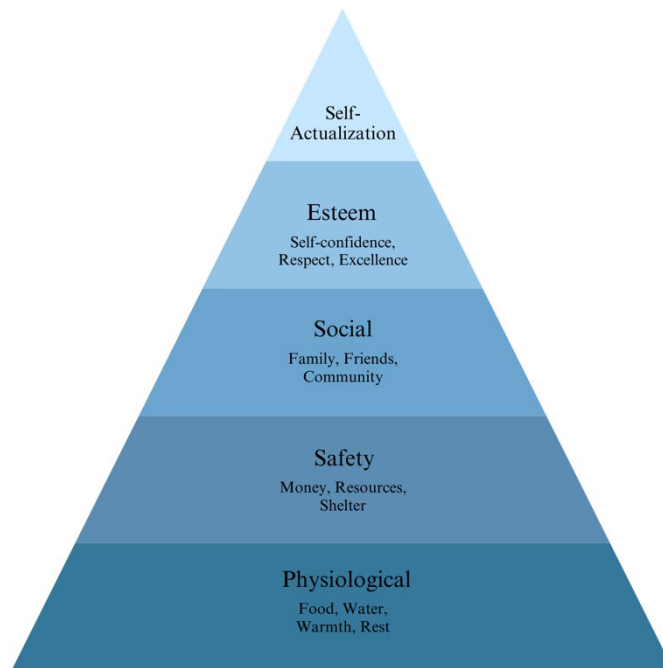 Self-
Actualization
Esteem
Self-confidence,
Respect, Excellence
Social
Family, Friends,
Community
Safety
Money, Resources,
Shelter
Physiological
Food, Water,
Warmth, Rest